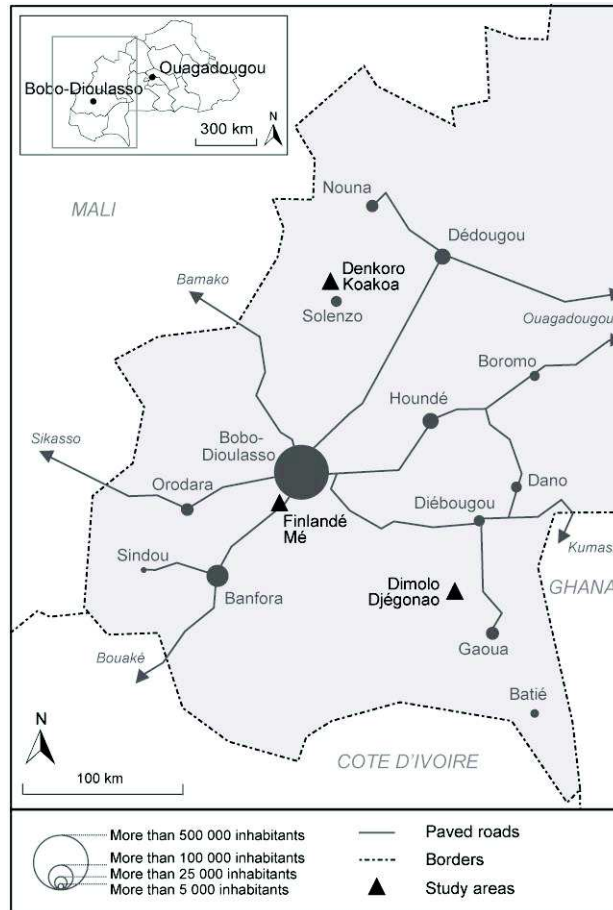 Ouagadougou
Bobo-Dioulasso
300 km
N
MALI
Nouna
Dédougou
Denkoro
Koakoa
Solenzo
Bamako
Ouagadougou
Boromo
Houndé
Bobo-
Dioulasso
Sikasso
Orodara
Dano
Finlandé
Mé
Diébougou
Kumas
Sindou
Banfora
Dimolo
Djégonao
GHANA
Gaoua
Bouaké
Batié
N
100 km
COTE D'IVOIRE
More than 500 000 inhabitants
More than 100 000 inhabitants
More than 25 000 inhabitants
More than 5 000 inhabitants
Paved roads
Borders
Study areas